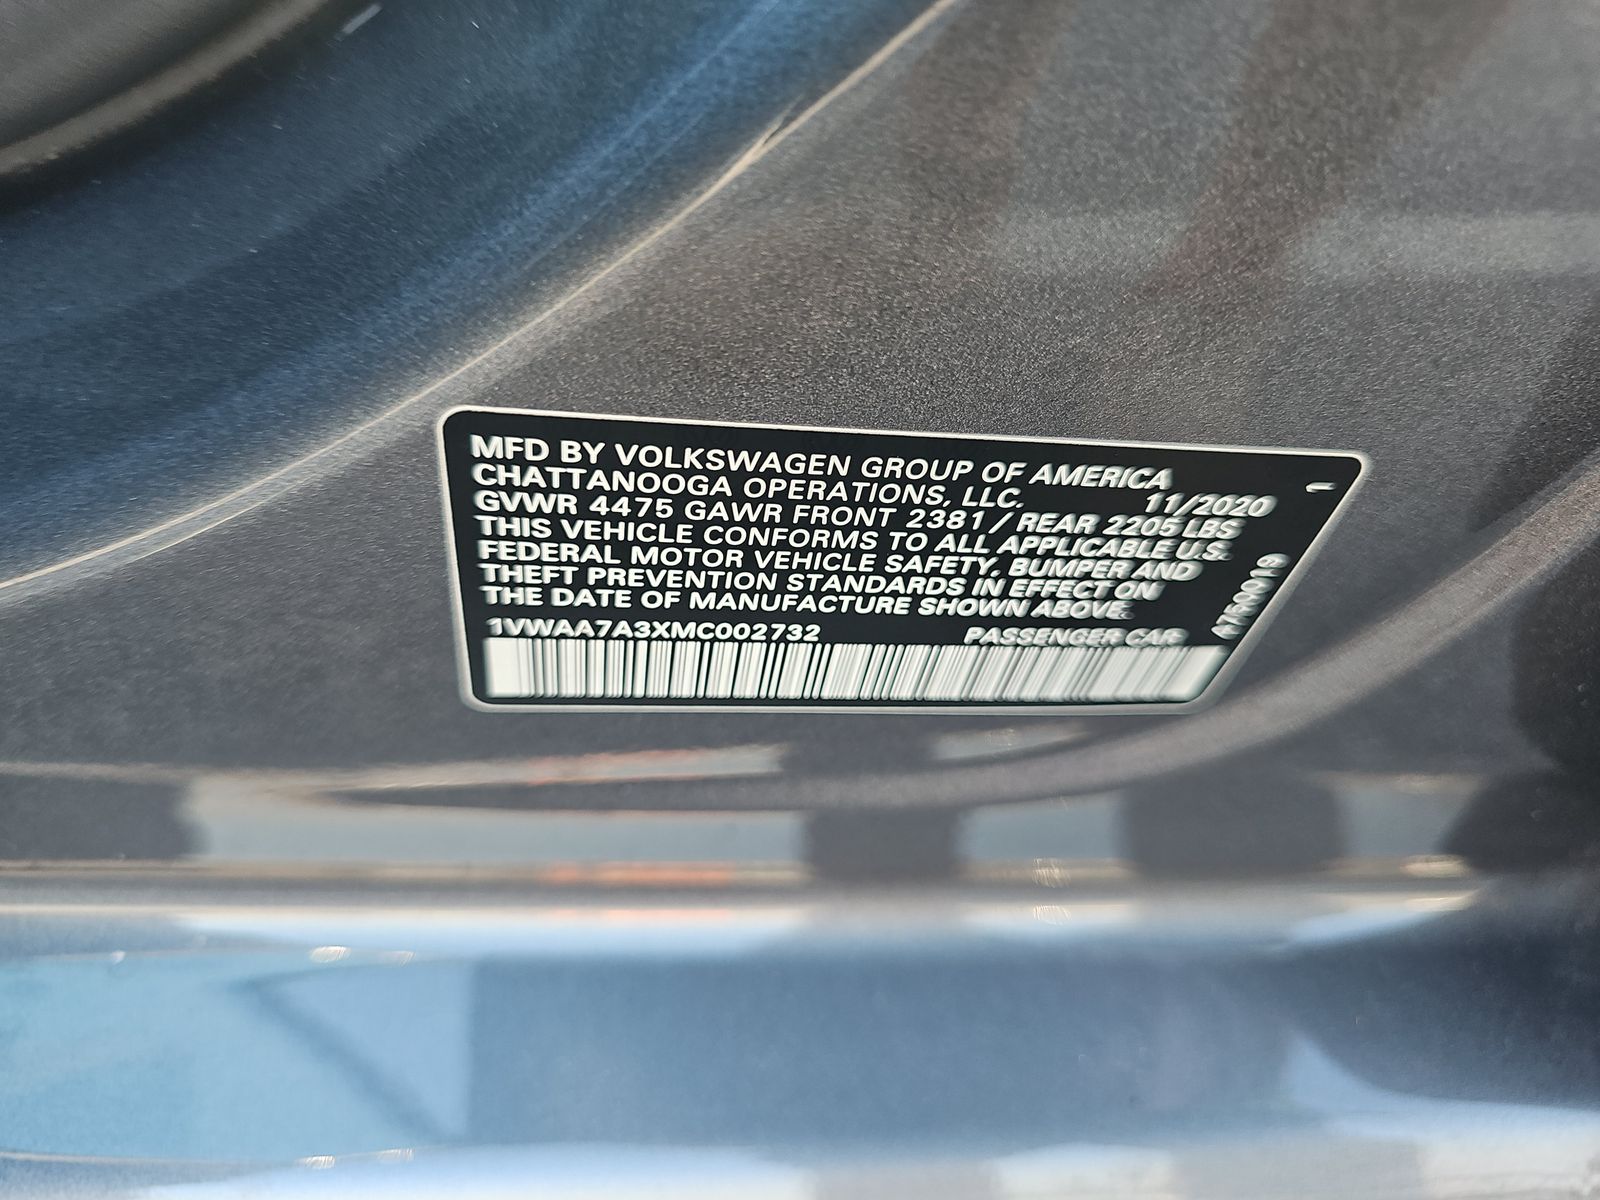 MFD BY VOLKSWAGEN GROUP OF AMERICA
CHATTANOOGA OPERATIONS, LLC. 11/2020
GVWR 4475 GAWR FRONT 2381 / REAR 2205 LBS
THIS VEHICLE CONFORMS TO ALL APPLICABLE U.S.
FEDERAL MOTOR VEHICLE SAFETY, BUMPER AND
THEFT PREVENTION STANDARDS IN EFFECT ON
THE DATE OF MANUFACTURE SHOWN ABOVE.
1VWAA7A3XMC002732 PASSENGER CAR